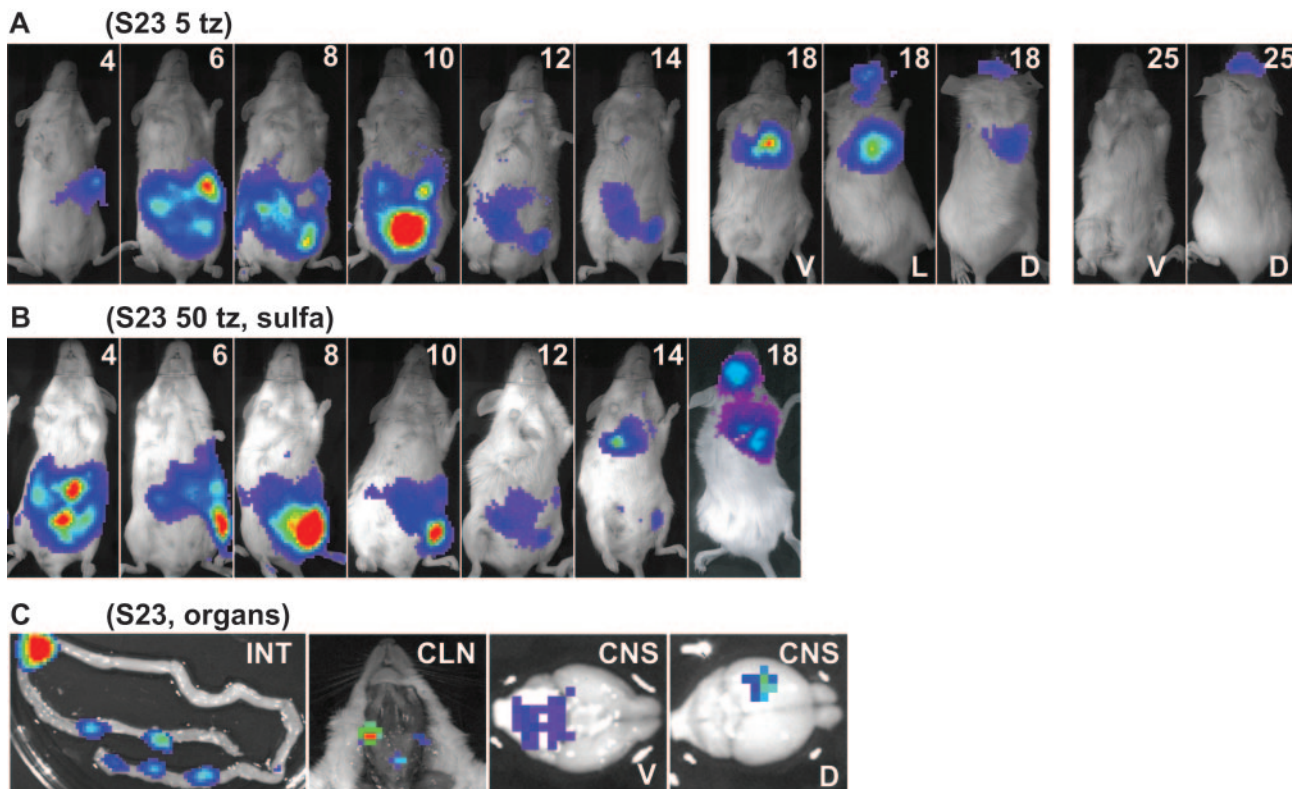 A (S23 5 tz)
4 6 8 10 12 14 18 18 18 25 25
V L D V D
B (S23 50 tz, sulfa)
4 6 8 10 12 14 18
C (S23, organs)
INT CLN CNS CNS
V D